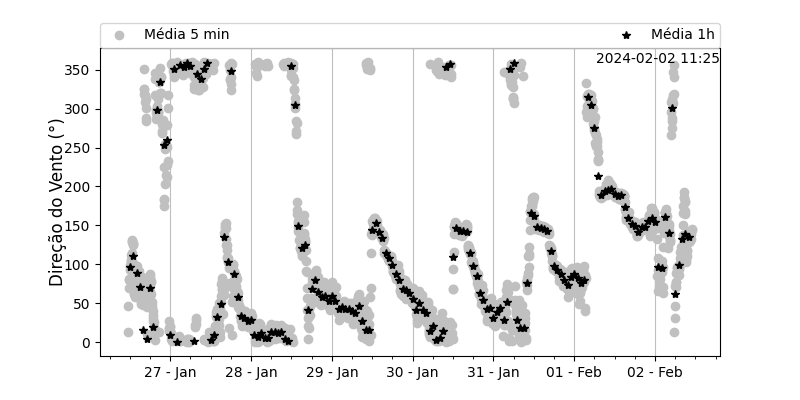 Média 5 min
Média 1h
2024-02-02 11:25
Direção do Vento (°)
350
300
250
200
150
100
50
0
27 - Jan
28 - Jan
29 - Jan
30 - Jan
31 - Jan
01 - Feb
02 - Feb